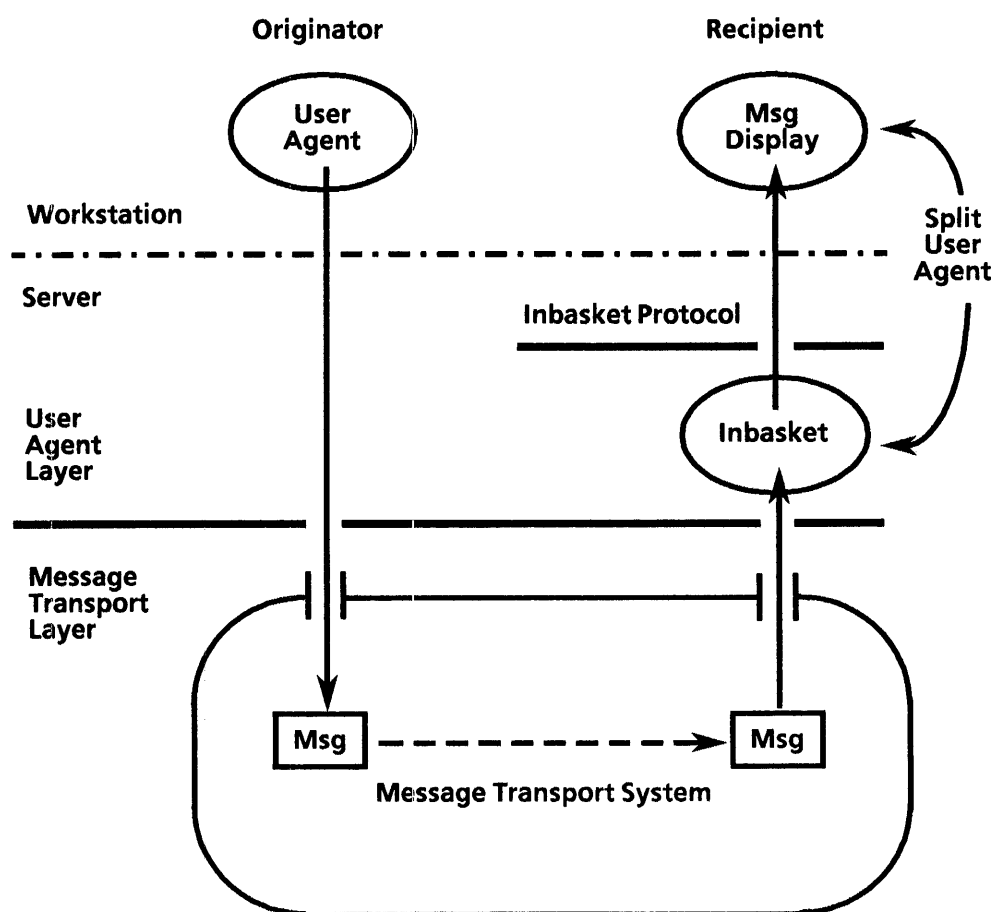 Originator
Recipient
User
Agent
Msg
Display
Workstation
Split
User
Agent
Server
Inbasket Protocol
User
Agent
Layer
Inbasket
Message
Transport
Layer
Msg
Msg
Message Transport System